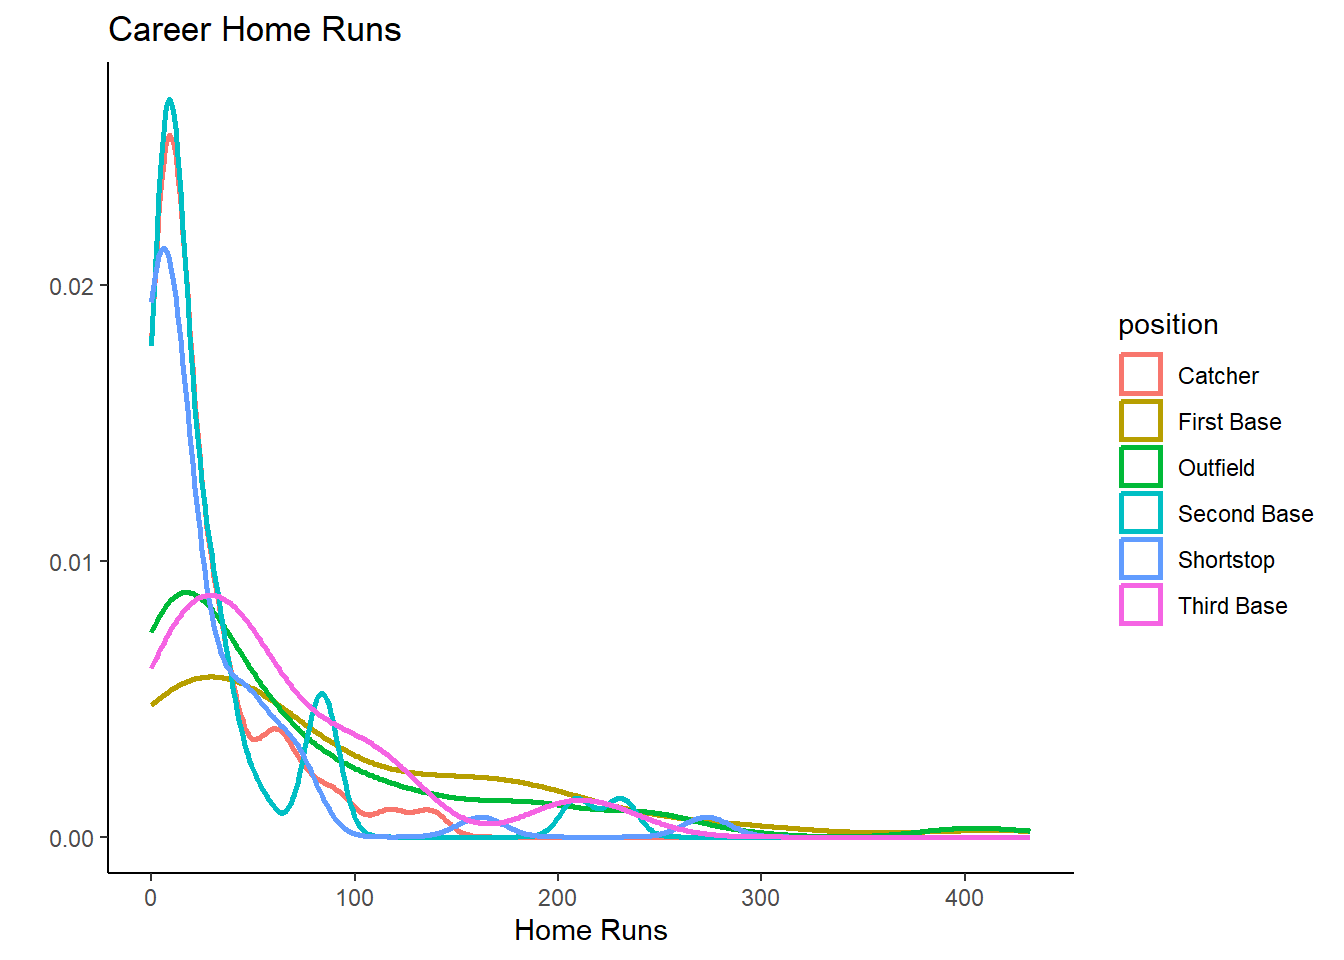 Career Home Runs
0.02
0.01
0.00
0
100
200
300
400
Home Runs
position
Catcher
First Base
Outfield
Second Base
Shortstop
Third Base